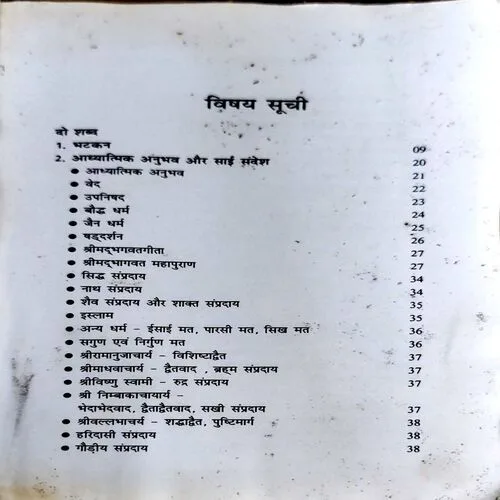 विषय सूची
दो शब्द
1. भटकन 09
2. आध्यात्मिक अनुभव और साईं संदेश 20
● आध्यात्मिक अनुभव 21
● वेद 22
● उपनिषद 23
● बौद्ध धर्म 24
● जैन धर्म 25
● षड्दर्शन 26
● श्रीमद्भगवतगीता 27
● श्रीमद्भागवत महापुराण 27
● सिद्ध संप्रदाय 34
● नाथ संप्रदाय 34
● शैव संप्रदाय और शाक्त संप्रदाय 35
● इस्लाम 35
● अन्य धर्म – ईसाई मत, पारसी मत, सिख मत 36
● सगुण एवं निर्गुण मत 36
● श्रीरामानुजाचार्य – विशिष्टाद्वैत 37
● श्रीमाधवाचार्य – द्वैतवाद , ब्रह्म संप्रदाय 37
● श्रीविष्णु स्वामी – रुद्र संप्रदाय 37
● श्री निम्बाकाचायार्य –
भेदाभेदवाद, द्वैताद्वैतवाद, सखी संप्रदाय 37
● श्रीवल्लभाचार्य – शद्धाद्वैत, पुष्टिमार्ग 38
● हरिदासी संप्रदाय 38
● गौड़ीय संप्रदाय 38